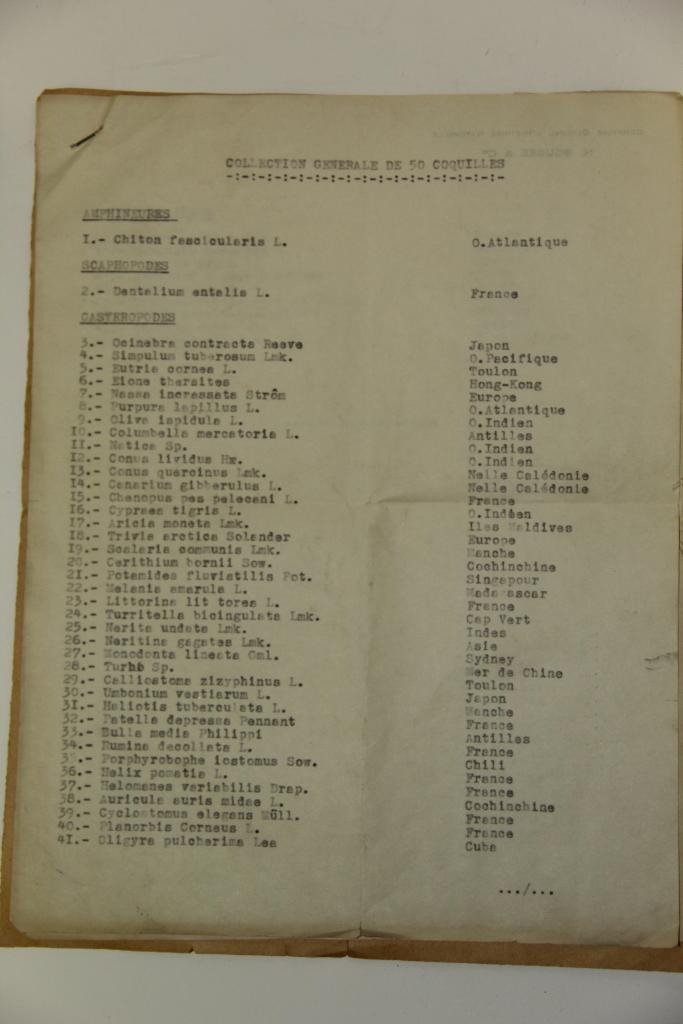 COLLECTION GENERALE DE 50 COQUILLES
-:-:-:-:-:-:-:-:-:-:-:-:-:-:-:-:-:-:-
AMPHINEURES
I.- Chiton fascicularis L. O.Atlantique
SCAPHOPODES
2.- Dentalium entalis L. France
GASTEROPODES
3.- Ocinebra contracta Reeve Japon
4.- Simpulum tuberosum Lmk. O.Pacifique
5.- Eutria cornea L. Toulon
6.- Eione thersites Hong-Kong
7.- Nassa incrassata Ström Europe
8.- Purpura lapillus L. O.Atlantique
9.- Oliva ispidula L. O.Indien
IO.- Columbella mercatoria L. Antilles
II.- Natica Sp. O.Indien
I2.- Conus lividus Hw. O.Indien
I3.- Conus quercinus Lmk. Nelle Calédonie
I4.- Canarium gibberulus L. Nelle Calédonie
I5.- Chenopus pes pelecani L. France
I6.- Cypraea tigris L. O.Indéen
I7.- Aricia moneta Lmk. Iles Maldives
I8.- Trivia arctica Solander Europe
I9.- Scalaria communis Lmk. Manche
20.- Cerithium bornii Sow. Cochinchine
2I.- Potamides fluviatilis Pot. Singapour
22.- Melania amarula L. Madagascar
23.- Littorina lit torea L. France
24.- Turritella bicingulata Lmk. Cap Vert
25.- Nerita undata Lmk. Indes
26.- Neritina gagates Lmk. Asie
27.- Monodonta lineata Gml. Sydney
28.- Turbo Sp. Mer de Chine
29.- Calliostoma zizyphinus L. Toulon
30.- Umbonium vestiarum L. Japon
3I.- Haliotis tuberculata L. Manche
32.- Patella depressa Pennant France
33.- Bulla media Philippi Antilles
34.- Rumina decollata L. France
35.- Porphyrobophe iostomus Sow. Chili
36.- Helix pomatia L. France
37.- Helomanes variabilis Drap. France
38.- Auricula auris midae L. Cochinchine
39.- Cyclostomus elegans Müll. France
40.- Planorbis Corneus L. France
4I.- Oligyra pulcherima Lea Cuba
.../...